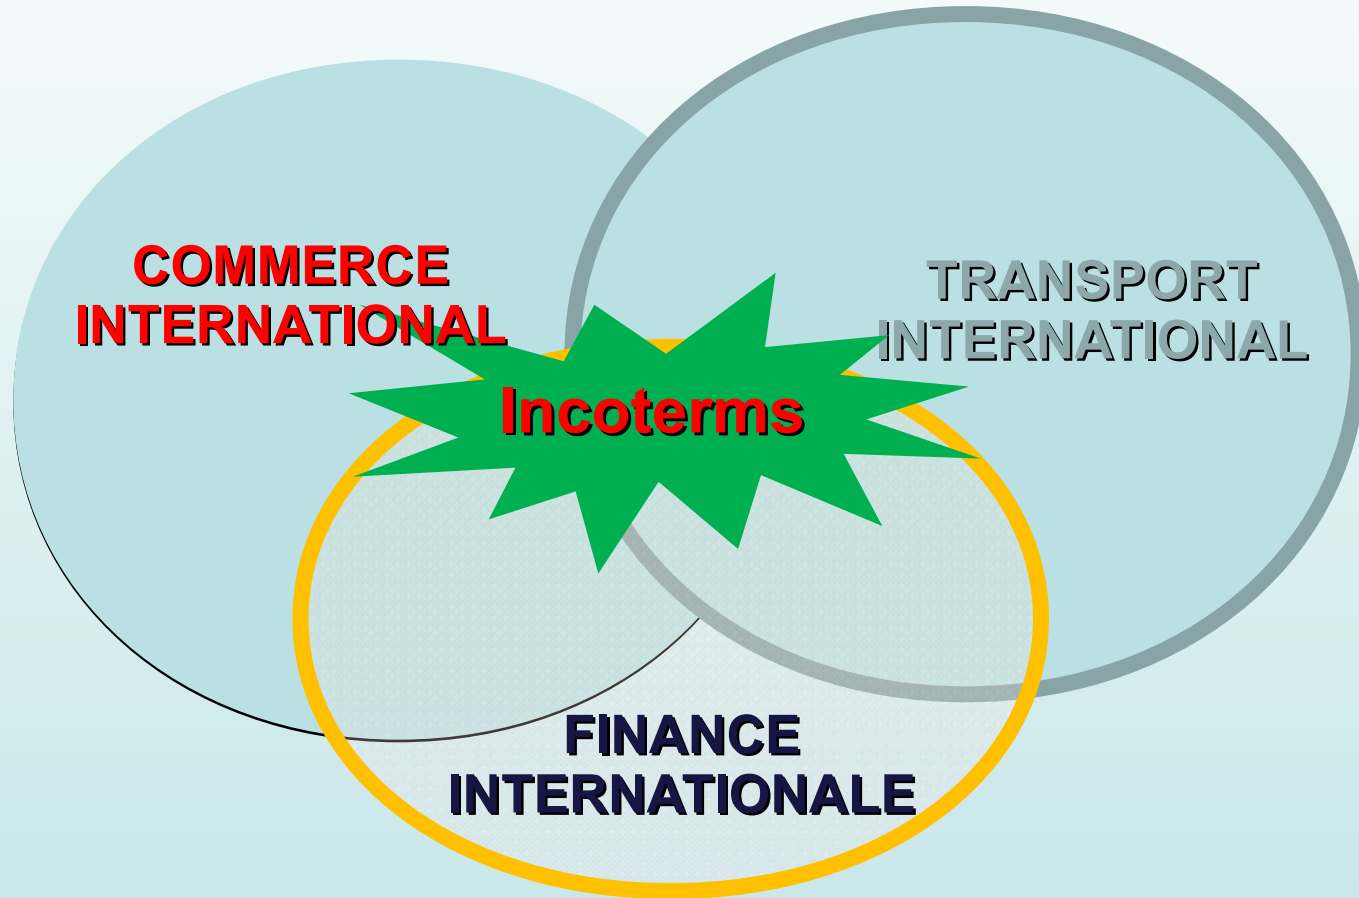 COMMERCE
INTERNATIONAL
TRANSPORT
INTERNATIONAL
Incoterms
FINANCE
INTERNATIONALE